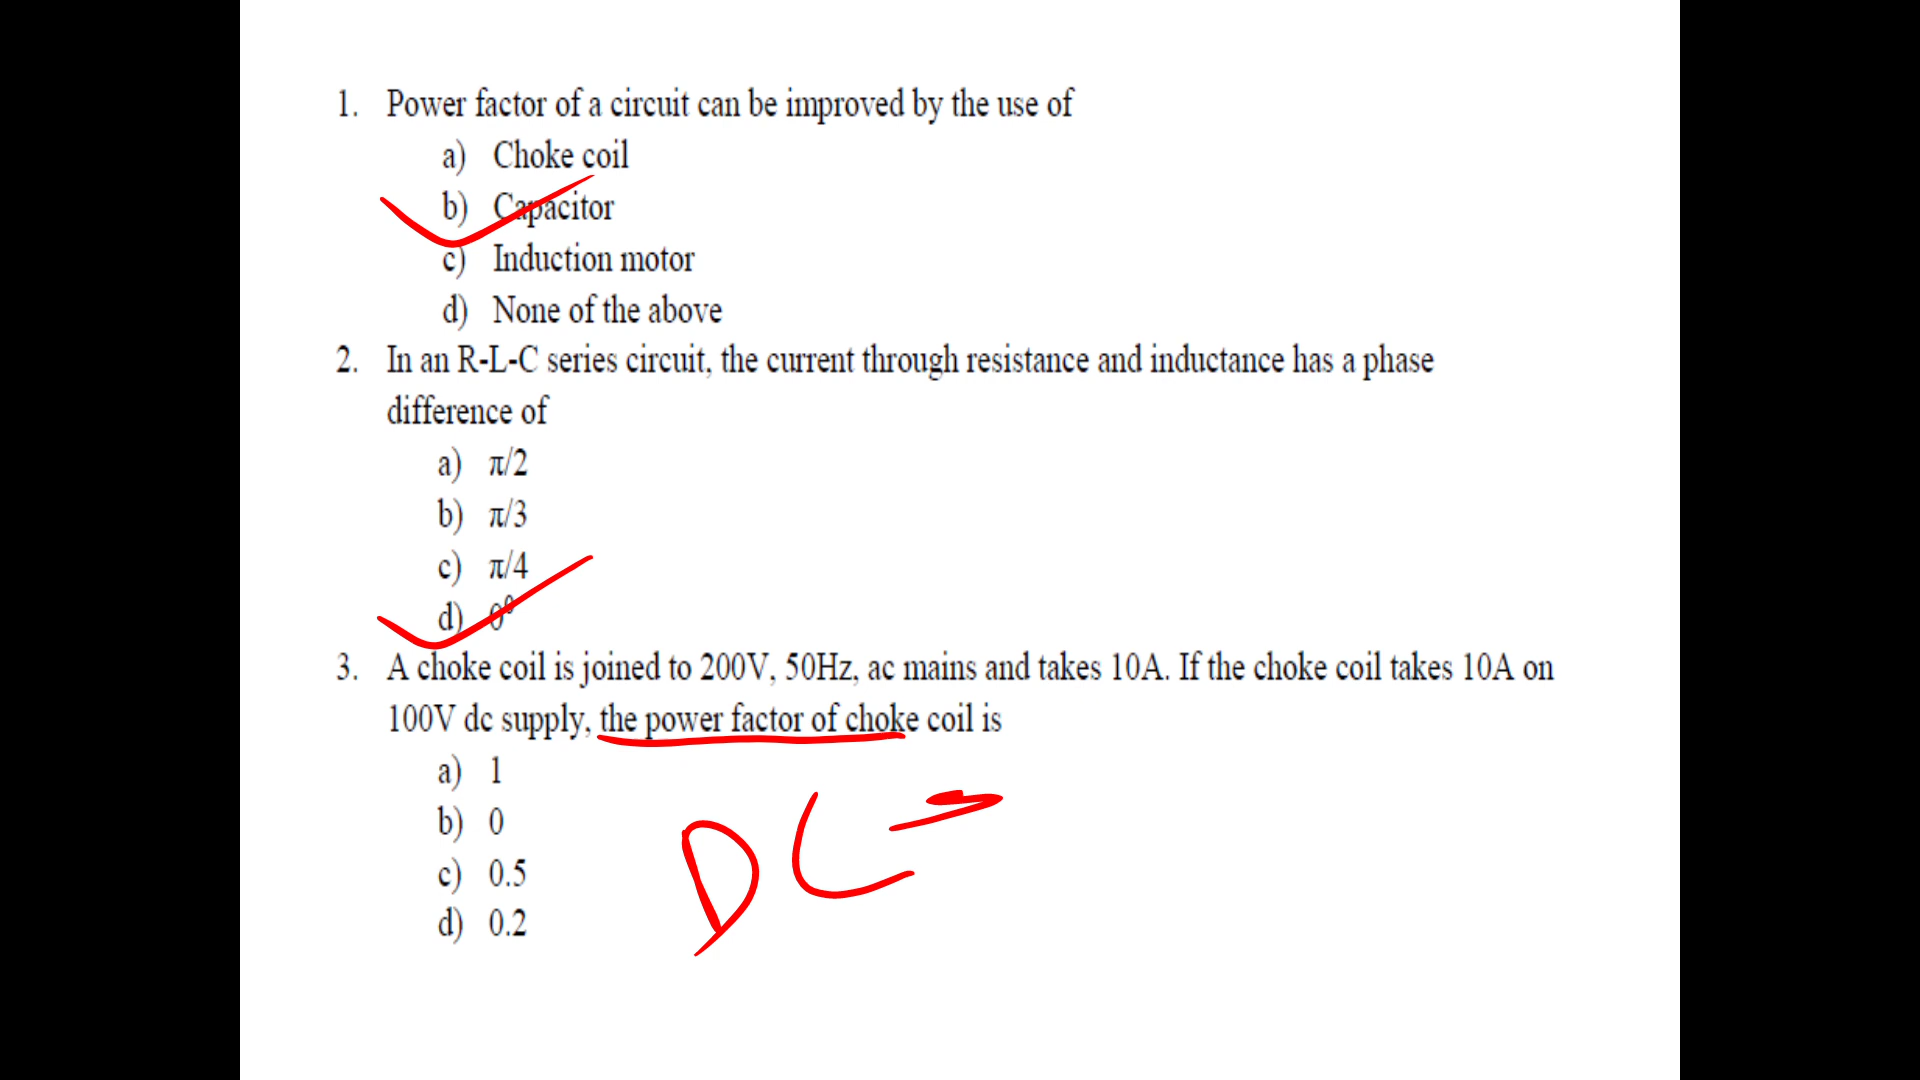 1. Power factor of a circuit can be improved by the use of
a) Choke coil
b) Capacitor
c) Induction motor
d) None of the above
2. In an R-L-C series circuit, the current through resistance and inductance has a phase
difference of
a) π/2
b) π/3
c) π/4
d) 0⁰
3. A choke coil is joined to 200V, 50Hz, ac mains and takes 10A. If the choke coil takes 10A on
100V dc supply, the power factor of choke coil is
a) 1
b) 0
c) 0.5
d) 0.2
DC=